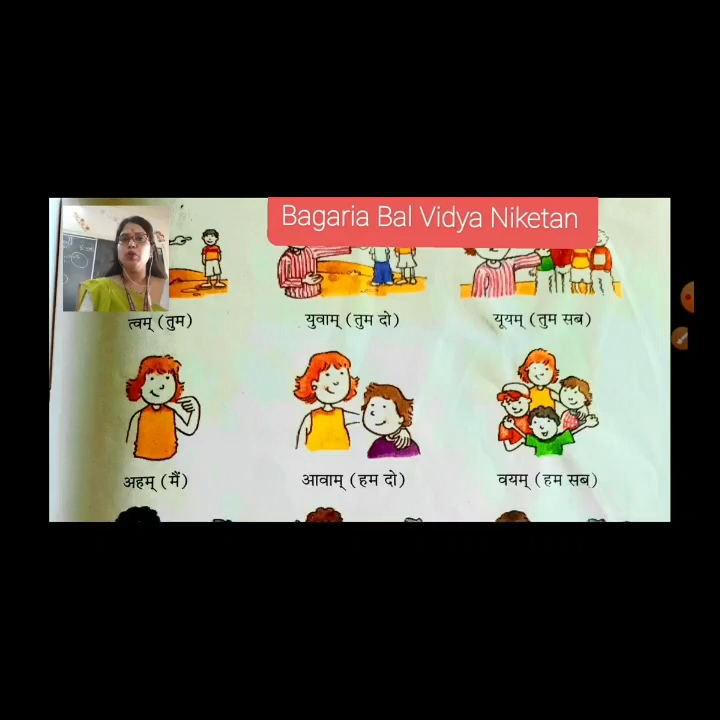 Bagaria Bal Vidya Niketan
त्वम् (तुम) युवाम् (तुम दो) यूयम् (तुम सब)
अहम् (मैं) आवाम् (हम दो) वयम् (हम सब)